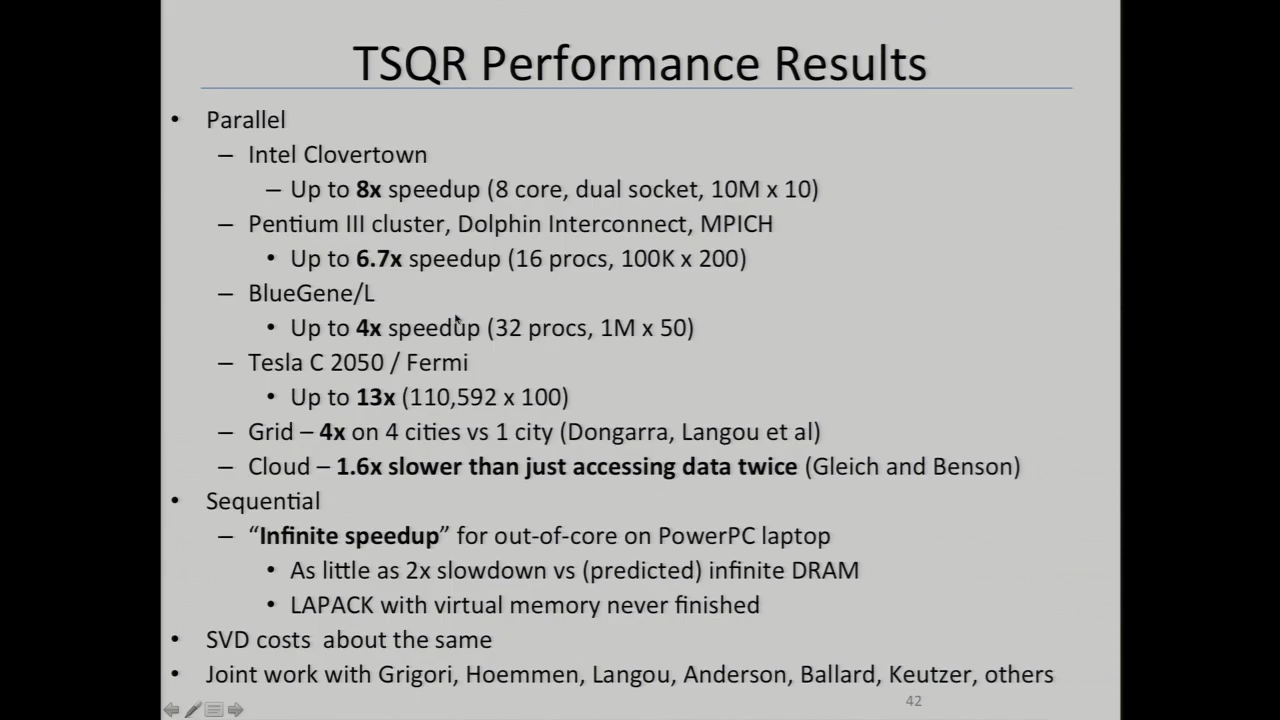 TSQR Performance Results
• Parallel
– Intel Clovertown
– Up to 8x speedup (8 core, dual socket, 10M x 10)
– Pentium III cluster, Dolphin Interconnect, MPICH
• Up to 6.7x speedup (16 procs, 100K x 200)
– BlueGene/L
• Up to 4x speedup (32 procs, 1M x 50)
– Tesla C 2050 / Fermi
• Up to 13x (110,592 x 100)
– Grid – 4x on 4 cities vs 1 city (Dongarra, Langou et al)
– Cloud – 1.6x slower than just accessing data twice (Gleich and Benson)
• Sequential
– “Infinite speedup” for out-of-core on PowerPC laptop
• As little as 2x slowdown vs (predicted) infinite DRAM
• LAPACK with virtual memory never finished
• SVD costs  about the same
• Joint work with Grigori, Hoemmen, Langou, Anderson, Ballard, Keutzer, others
42